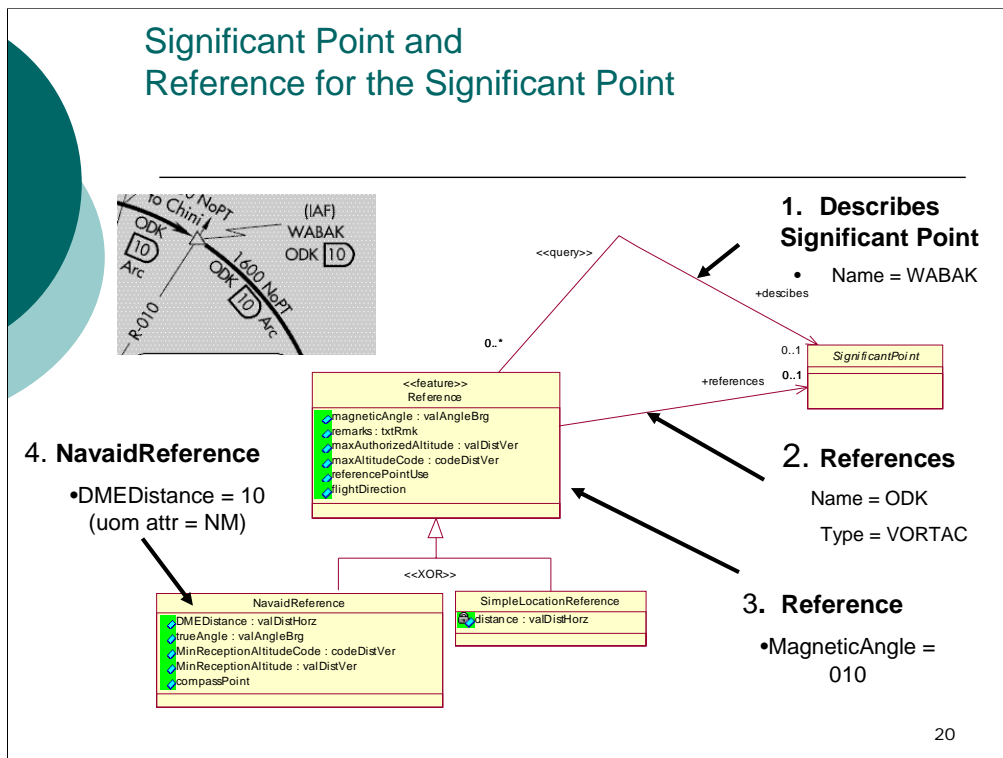 Significant Point and
Reference for the Significant Point
NoPT
to Chini
ODK
10
Arc
R-010
(IAF)
WABAK
ODK 10
1600 NoPT
ODK
10
Arc
1. Describes
Significant Point
• Name = WABAK
<<query>>
+descibes
0..*
0..1
SignificantPoint
0..1
+references
<<feature>>
Reference
magneticAngle : valAngleBrg
remarks : txtRmk
maxAuthorizedAltitude : valDistVer
maxAltitudeCode : codeDistVer
referencePointUse
flightDirection
4. NavaidReference
•DMEDistance = 10
(uom attr = NM)
2. References
Name = ODK
Type = VORTAC
<<XOR>>
NavaidReference
DMEDistance : valDistHorz
trueAngle : valAngleBrg
MinReceptionAltitudeCode : codeDistVer
MinReceptionAltitude : valDistVer
compassPoint
SimpleLocationReference
distance : valDistHorz
3. Reference
•MagneticAngle =
010
20